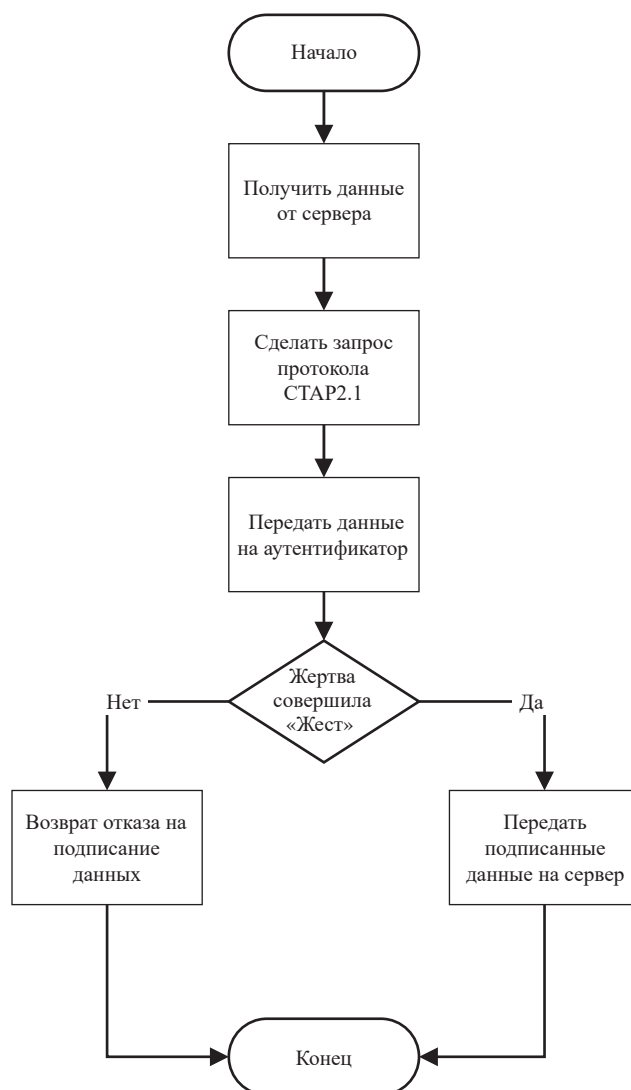 Начало
Получить данные
от сервера
Сделать запрос
протокола
CTAP2.1
Передать данные
на аутентификатор
Жертва
совершила
«Жест»
Нет
Да
Возврат отказа на
подписание
данных
Передать
подписанные
данные на сервер
Конец